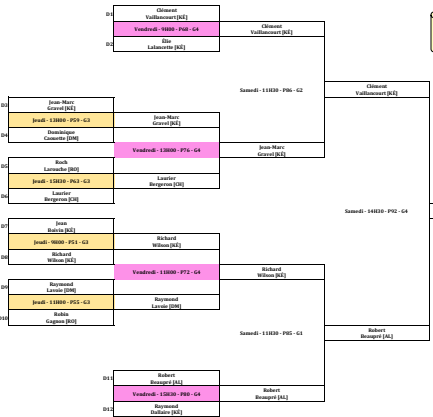 D1
Clément
Vaillancourt [KÉ]
Vendredi - 9H00 - P68 - G4
Clément
Vaillancourt [KÉ]
D2
Élie
Lalancette [KÉ]
Samedi - 11H30 - P86 - G2
Clément
Vaillancourt [KÉ]
D3
Jean-Marc
Gravel [KÉ]
Jeudi - 13H00 - P59 - G3
Jean-Marc
Gravel [KÉ]
D4
Dominique
Caouette [DM]
Vendredi - 13H00 - P76 - G4
Jean-Marc
Gravel [KÉ]
D5
Roch
Larouche [RO]
Jeudi - 15H30 - P63 - G3
Laurier
Bergeron [CH]
D6
Laurier
Bergeron [CH]
Samedi - 14H30 - P92 - G4
D7
Jean
Boivin [KÉ]
Jeudi - 9H00 - P51 - G3
Richard
Wilson [KÉ]
D8
Richard
Wilson [KÉ]
Vendredi - 11H00 - P72 - G4
Richard
Wilson [KÉ]
D9
Raymond
Lavoie [DM]
Jeudi - 11H00 - P55 - G3
Raymond
Lavoie [DM]
D10
Robin
Gagnon [RO]
Samedi - 11H30 - P85 - G1
Robert
Beaupré [AL]
D11
Robert
Beaupré [AL]
Vendredi - 15H30 - P80 - G4
Robert
Beaupré [AL]
D12
Raymond
Dallaire [KÉ]